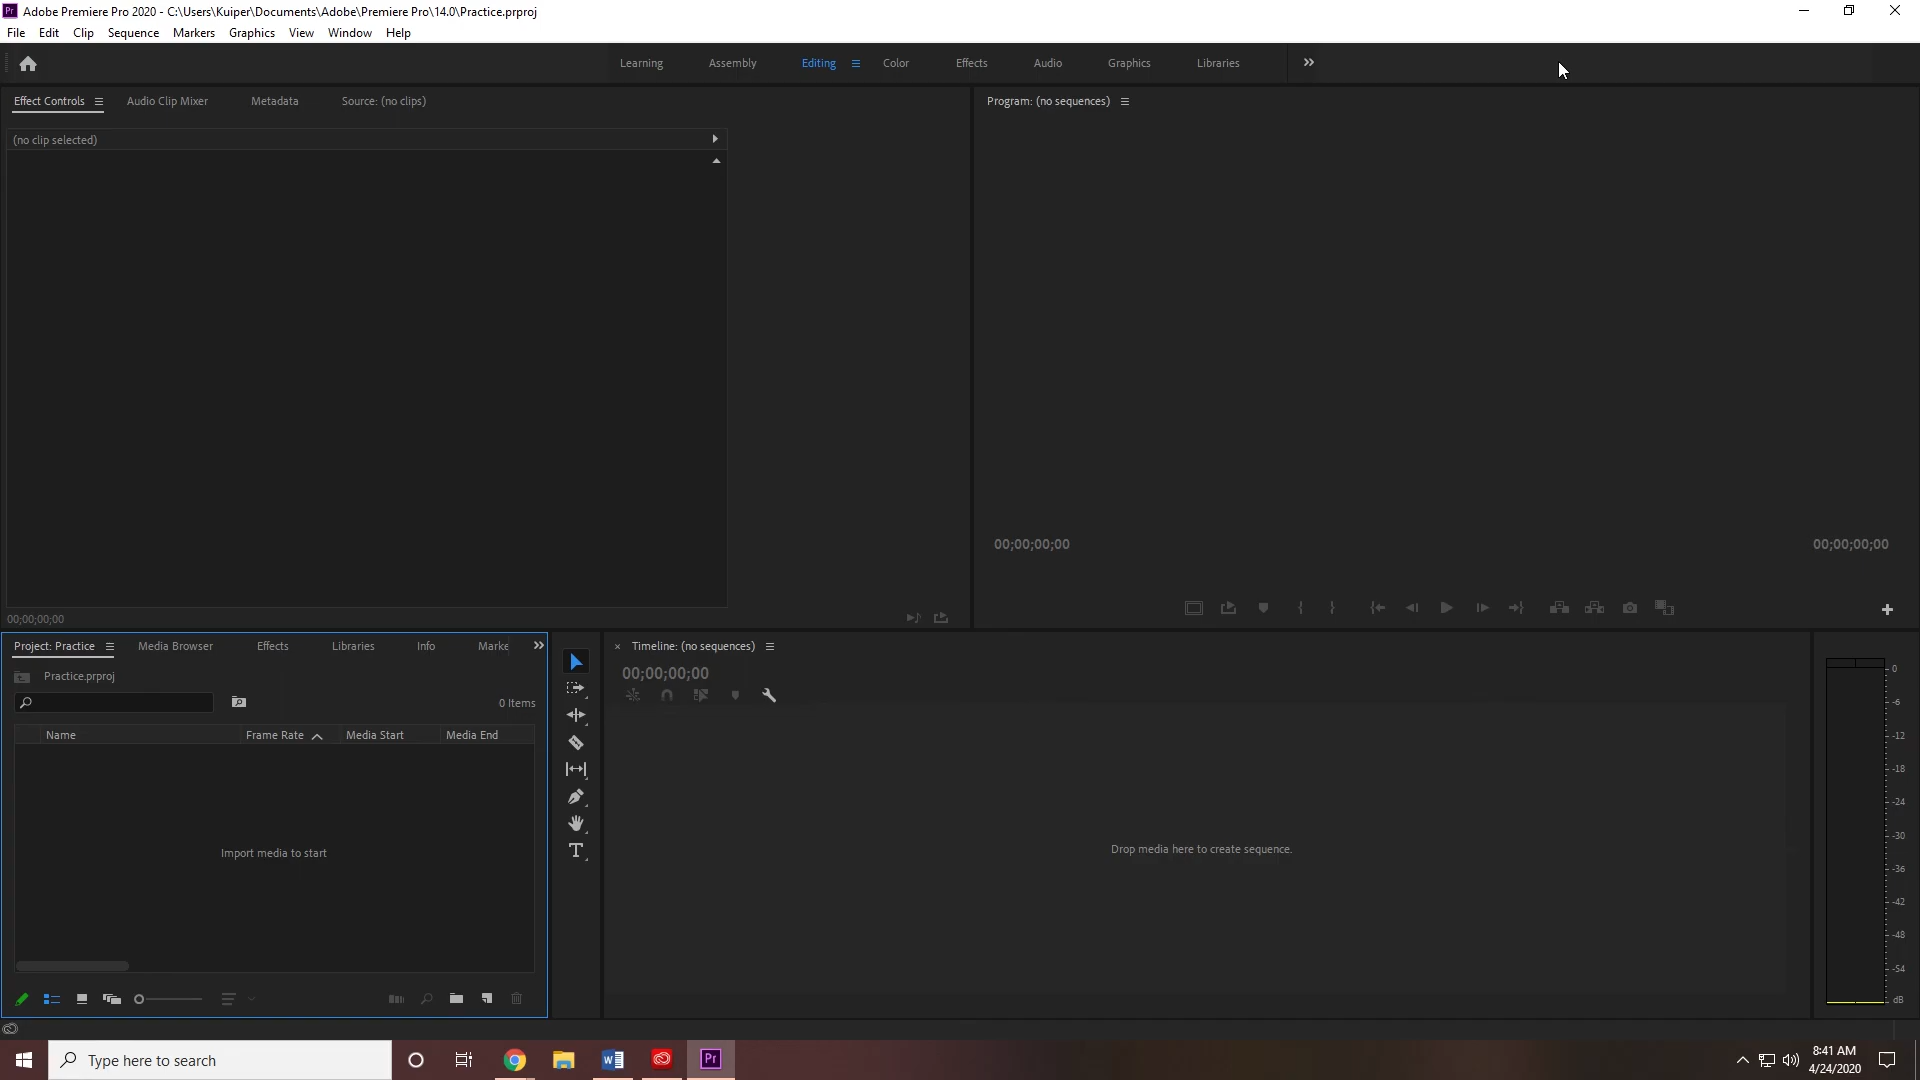 Pr Adobe Premiere Pro 2020 - C:\Users\Kuiper\Documents\Adobe\Premiere Pro\14.0\Practice.prproj
File Edit Clip Sequence Markers Graphics View Window Help
Learning Assembly Editing Color Effects Audio Graphics Libraries
Effect Controls Audio Clip Mixer Metadata Source: (no clips)
Program: (no sequences)
(no clip selected)
00;00;00;00
00;00;00;00 00;00;00;00
Project: Practice Media Browser Effects Libraries Info Marke
Practice.prproj
0 Items
Name Frame Rate Media Start Media End
Import media to start
Timeline: (no sequences)
00;00;00;00
Drop media here to create sequence.
0
-6
-12
-18
-24
-30
-36
-42
-48
-54
dB
Type here to search
Pr
8:41 AM
4/24/2020